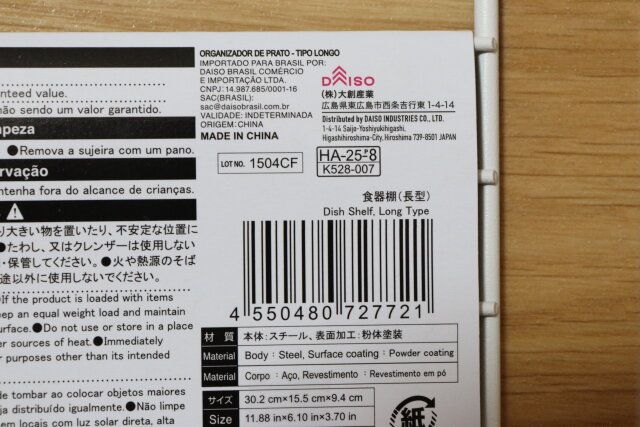 nteed value.
não sendo um valor garantido.
mpeza
● Remova a sujeira com um pano.
rvação
ntenha fora do alcance de crianças.
り大きい物を置いたり、不安定な位置に
●たわし、又はクレンザーは使用しない
・保管してください。 ●火や熱源のそば
途以外に使用しないでください。
●If the product is loaded with items
eep an equal weight load and maintain
urface.●Do not use or store in a place
er sources of heat.●Immediately
r purposes other than its intended
de tombar ao colocar objetos maiores
ja distribuído igualmente.●Não limpe
em locais com luz solar direta, alta
ORGANIZADOR DE PRATO - TIPO LONGO
IMPORTADO PARA BRASIL POR:
DAISO BRASIL COMÉRCIO
E IMPORTAÇÃO LTDA.
CNPJ: 14.987.685/0001-16
SAC(BRASIL):
sac@daisobrasil.com.br
VALIDADE: INDETERMINADA
ORIGEM: CHINA
MADE IN CHINA
LOT NO. 1504CF
DAISO
(株)大創産業
広島県東広島市西条吉行東 1-4-14
Distributed by DAISO INDUSTRIES CO., LTD.
1-4-14 Saijo-Yoshiyukihigashi,
Higashihiroshima-City, Hiroshima, 739-8501 JAPAN
K528-007
食器棚(長型)
Dish Shelf, Long Type
4 550480 727721
材質 本体:スチール、表面加工:粉体塗装
Material Body : Steel, Surface coating : Powder coating
Material Corpo : Aço, Revestimento : Revestimento em pó
サイズ 30.2cm×15.5cm×9.4cm
Size 11.88 in×6.10 in×3.70 in
紙